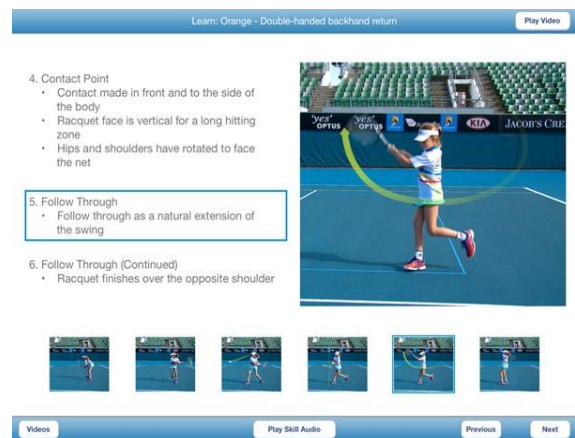 Learn: Orange - Double-handed backhand return
Play Video
4. Contact Point
• Contact made in front and to the side of
the body
• Racquet face is vertical for a long hitting
zone
• Hips and shoulders have rotated to face
the net
5. Follow Through
• Follow through as a natural extension of
the swing
6. Follow Through (Continued)
• Racquet finishes over the opposite shoulder
'yes'
OPTUS
'yes'
OPTUS
KIA
JACOB'S CRE
Videos
Play Skill Audio
Previous
Next